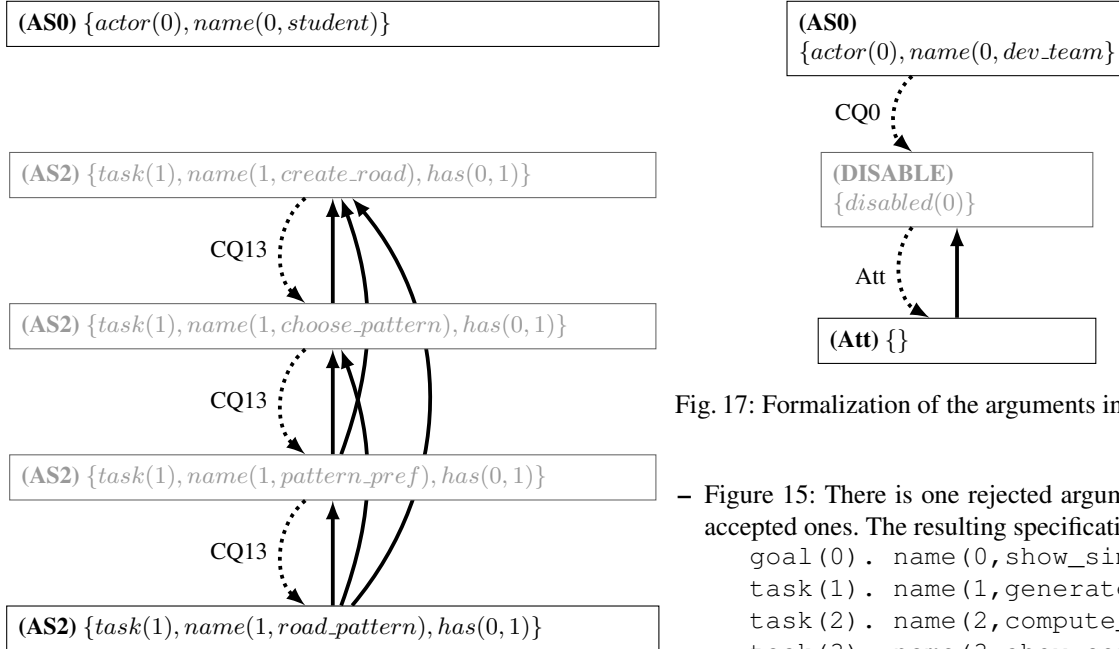 (AS0) {actor(0), name(0, student)}
(AS2) {task(1), name(1, create_road), has(0, 1)}
CQ13
(AS2) {task(1), name(1, choose_pattern), has(0, 1)}
CQ13
(AS2) {task(1), name(1, pattern_pref), has(0, 1)}
CQ13
(AS2) {task(1), name(1, road_pattern), has(0, 1)}
(AS0)
{actor(0), name(0, dev_team}
CQ0
(DISABLE)
{disabled(0)}
Att
(Att) {}
Fig. 17: Formalization of the arguments in
– Figure 15: There is one rejected argum
accepted ones. The resulting specificati
goal(0). name(0,show_sim
task(1). name(1,generate
task(2). name(2,compute_